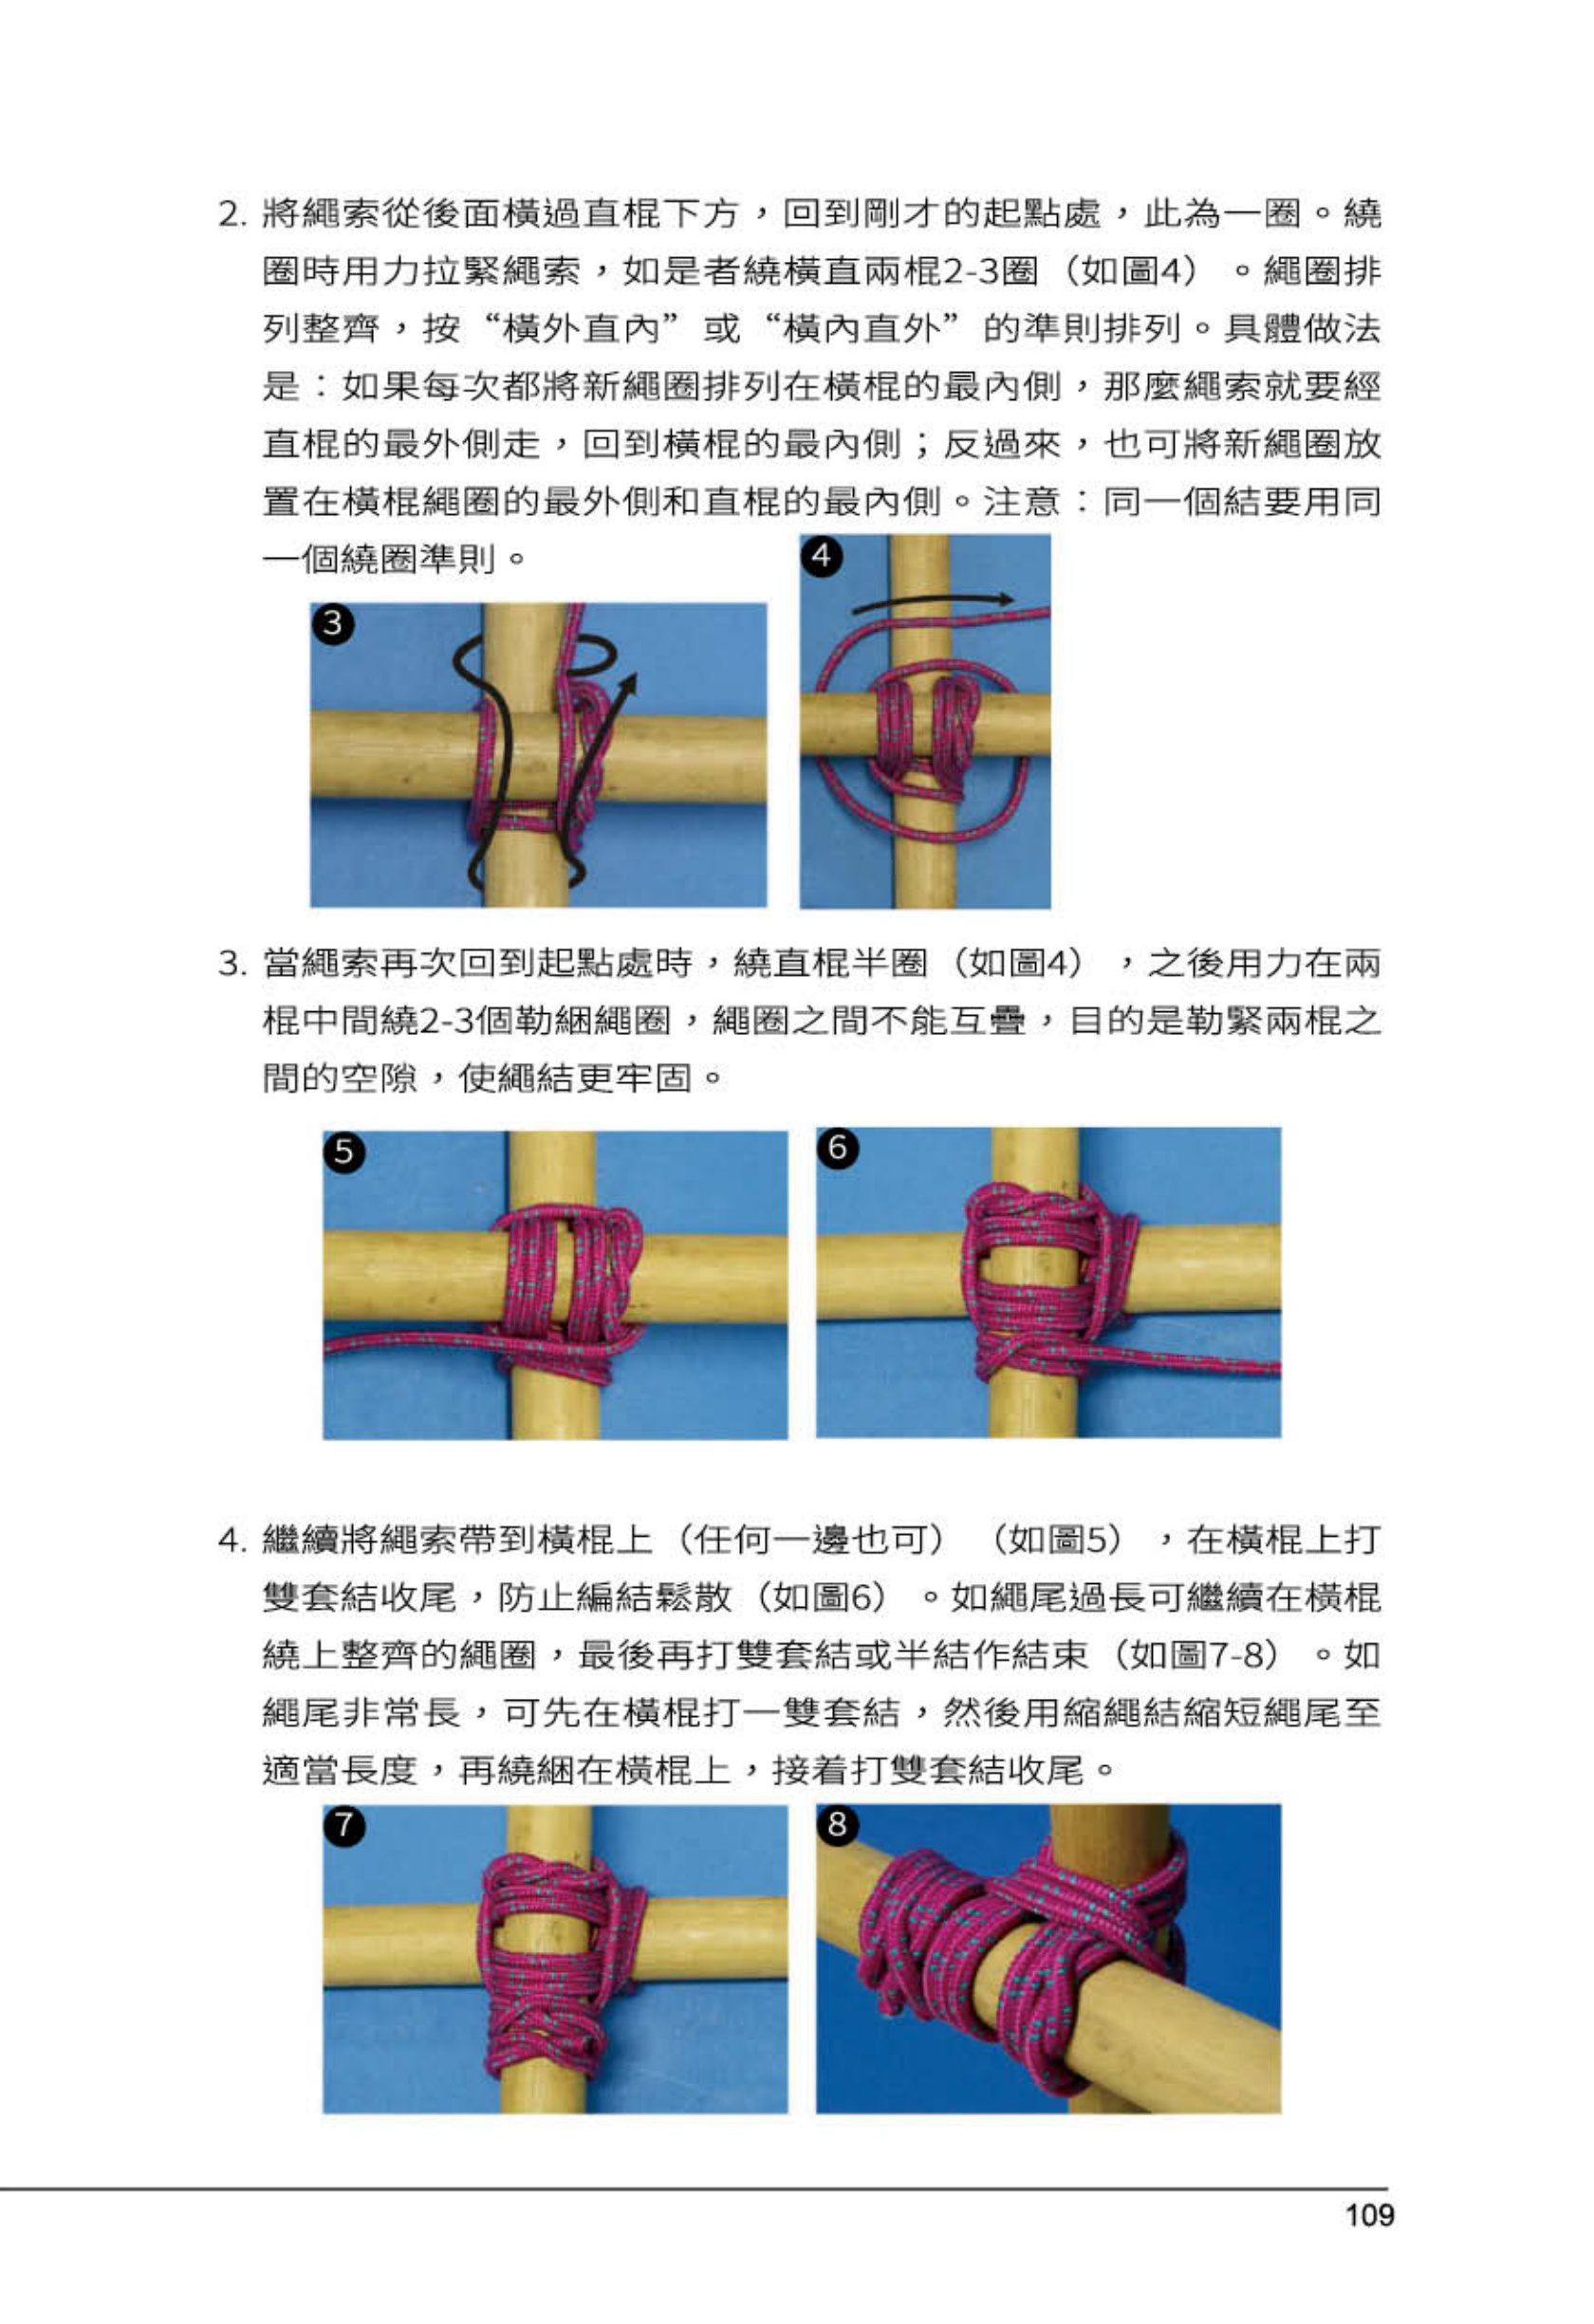 2. 將繩索從後面橫過直棍下方，回到剛才的起點處，此為一圈。繞
圈時用力拉緊繩索，如是者繞橫直兩棍2-3圈（如圖4）。繩圈排
列整齊，按“橫外直內”或“橫內直外”的準則排列。具體做法
是：如果每次都將新繩圈排列在橫棍的最內側，那麼繩索就要經
直棍的最外側走，回到橫棍的最內側；反過來，也可將新繩圈放
置在橫棍繩圈的最外側和直棍的最內側。注意：同一個結要用同
一個繞圈準則。
3
4
3. 當繩索再次回到起點處時，繞直棍半圈（如圖4），之後用力在兩
棍中間繞2-3個勒綑繩圈，繩圈之間不能互疊，目的是勒緊兩棍之
間的空隙，使繩結更牢固。
5
6
4. 繼續將繩索帶到橫棍上（任何一邊也可）（如圖5），在橫棍上打
雙套結收尾，防止編結鬆散（如圖6）。如繩尾過長可繼續在橫棍
繞上整齊的繩圈，最後再打雙套結或半結作結束（如圖7-8）。如
繩尾非常長，可先在橫棍打一雙套結，然後用縮繩結縮短繩尾至
適當長度，再繞綑在橫棍上，接着打雙套結收尾。
7
8
109